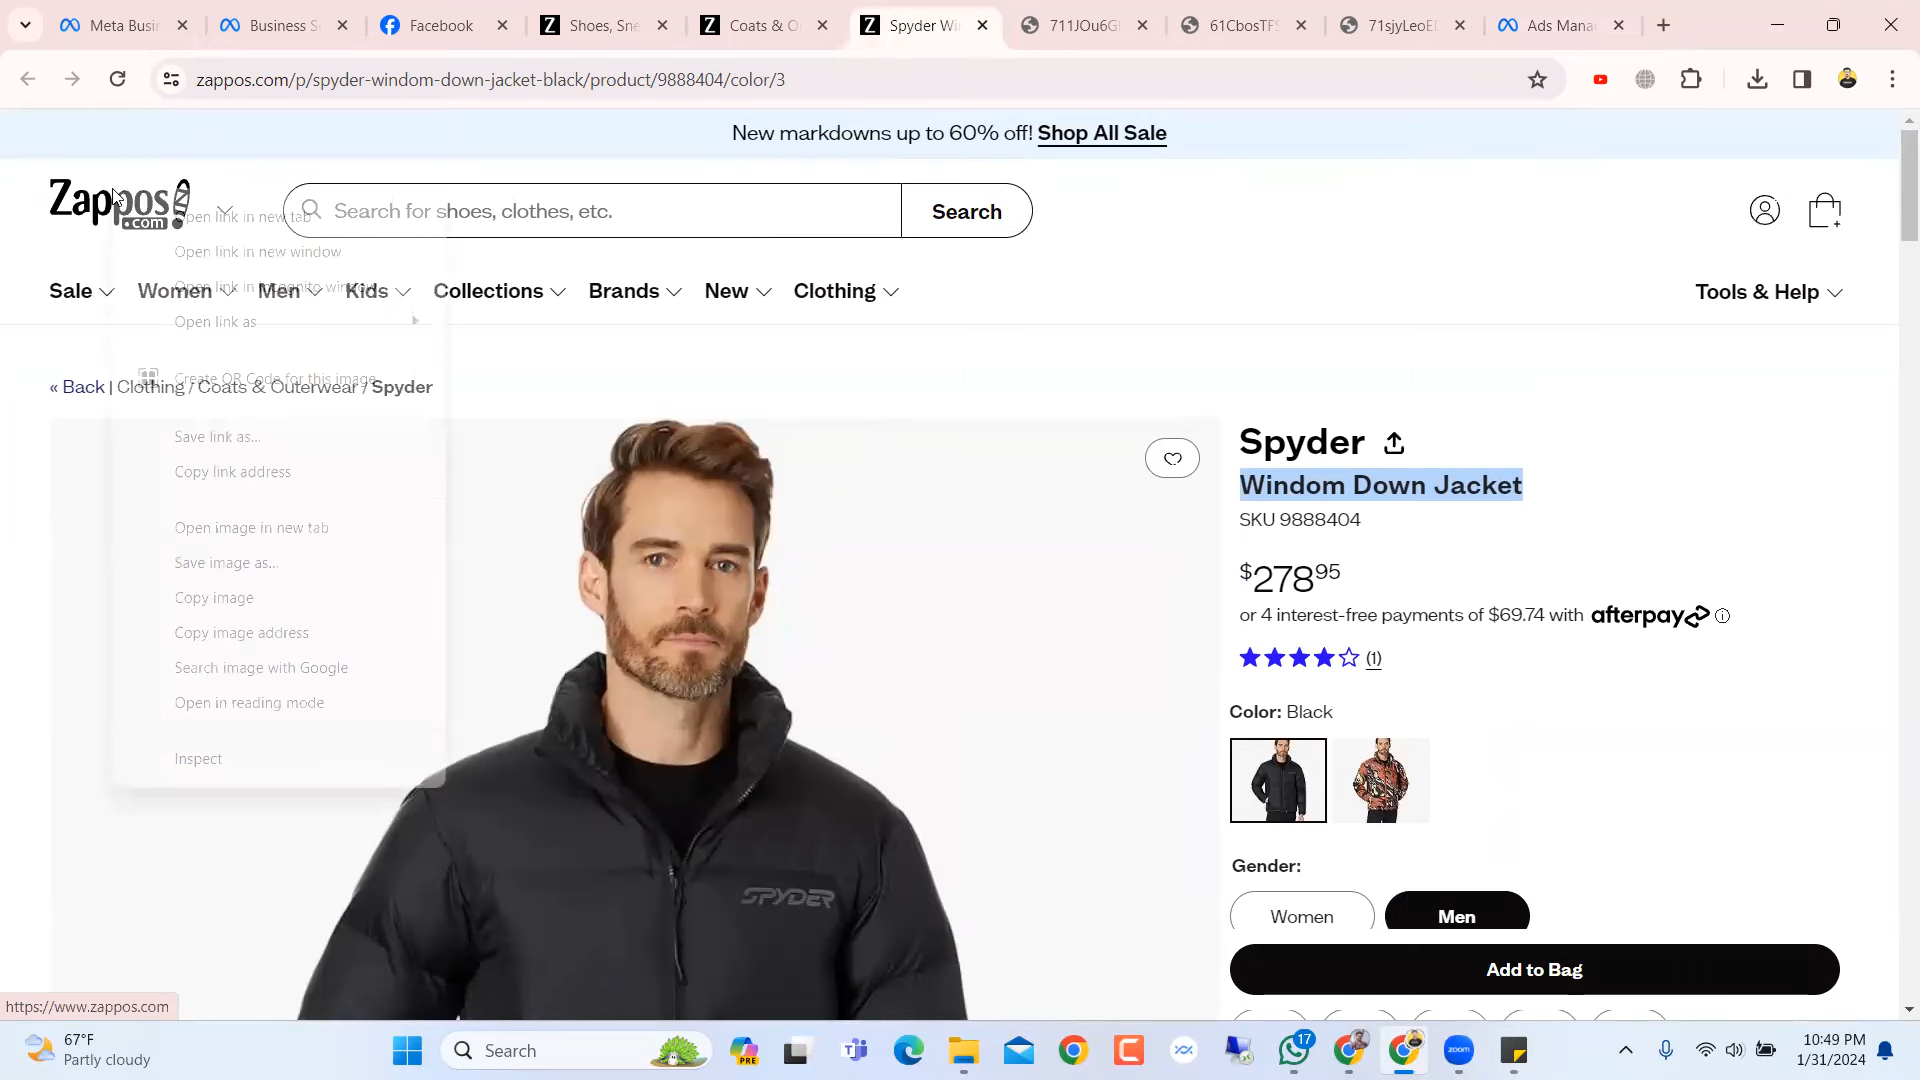 Meta Busin
Business S
Facebook
Shoes, Sne
Coats & O
Spyder Wi
711JOu6G
61CbosTFS
71sjyLeoE
Ads Mana
zappos.com/p/spyder-windom-down-jacket-black/product/9888404/color/3
New markdowns up to 60% off! Shop All Sale
Zappos
.com
Search for shoes, clothes, etc.
Search
Open link in new tab
Open link in new window
Open link in incognito window
Open link as
Create QR Code for this image
Save link as...
Copy link address
Open image in new tab
Save image as...
Copy image
Copy image address
Search image with Google
Open in reading mode
Inspect
Sale Women Men Kids Collections Brands New Clothing
Tools & Help
« Back | Clothing / Coats & Outerwear / Spyder
SPYDER
Spyder
Windom Down Jacket
SKU 9888404
$278.95
or 4 interest-free payments of $69.74 with afterpay
(1)
Color: Black
Gender:
Women
Men
Add to Bag
https://www.zappos.com
67°F
Partly cloudy
Search
PRE
17
zoom
10:49 PM
1/31/2024